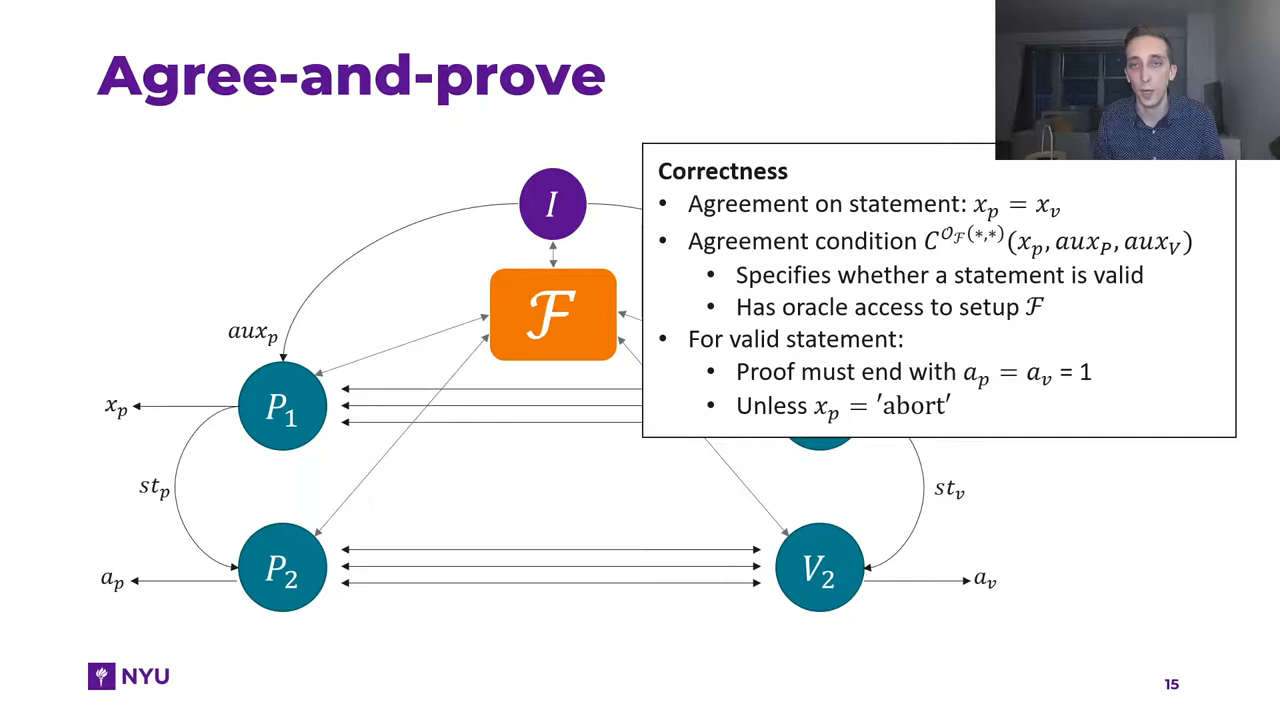 Agree-and-prove
Correctness
• Agreement on statement: x_p = x_v
• Agreement condition C^{𝒪_ℱ(*,*)}(x_p, aux_P, aux_V)
• Specifies whether a statement is valid
• Has oracle access to setup ℱ
• For valid statement:
• Proof must end with a_p = a_v = 1
• Unless x_p = 'abort'
I
ℱ
aux_p
P_1
x_p
st_p
st_v
P_2
V_2
a_p
a_v
NYU
15